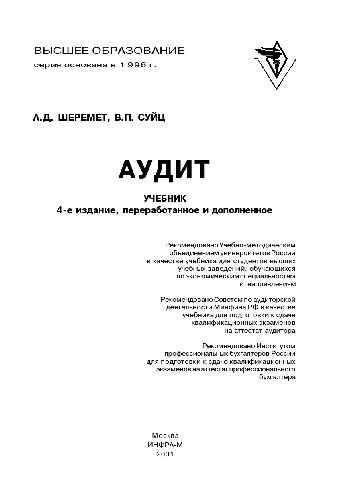 ВЫСШЕЕ ОБРАЗОВАНИЕ
серия основана в 1996 г.
А.Д. ШЕРЕМЕТ, В.П. СУЙЦ
АУДИТ
УЧЕБНИК
4-е издание, переработанное и дополненное
Рекомендовано Учебно-методическим
объединением университетов России
в качестве учебника для студентов высших
учебных заведений, обучающихся
по экономическим специальностям
и направлениям
Рекомендовано Советом по аудиторской
деятельности Минфина РФ в качестве
учебника для подготовки к сдаче
квалификационных экзаменов
на аттестат аудитора
Рекомендовано Институтом
профессиональных бухгалтеров России
для подготовки к сдаче квалификационных
экзаменов на аттестат профессионального
бухгалтера
Москва
ИНФРА-М